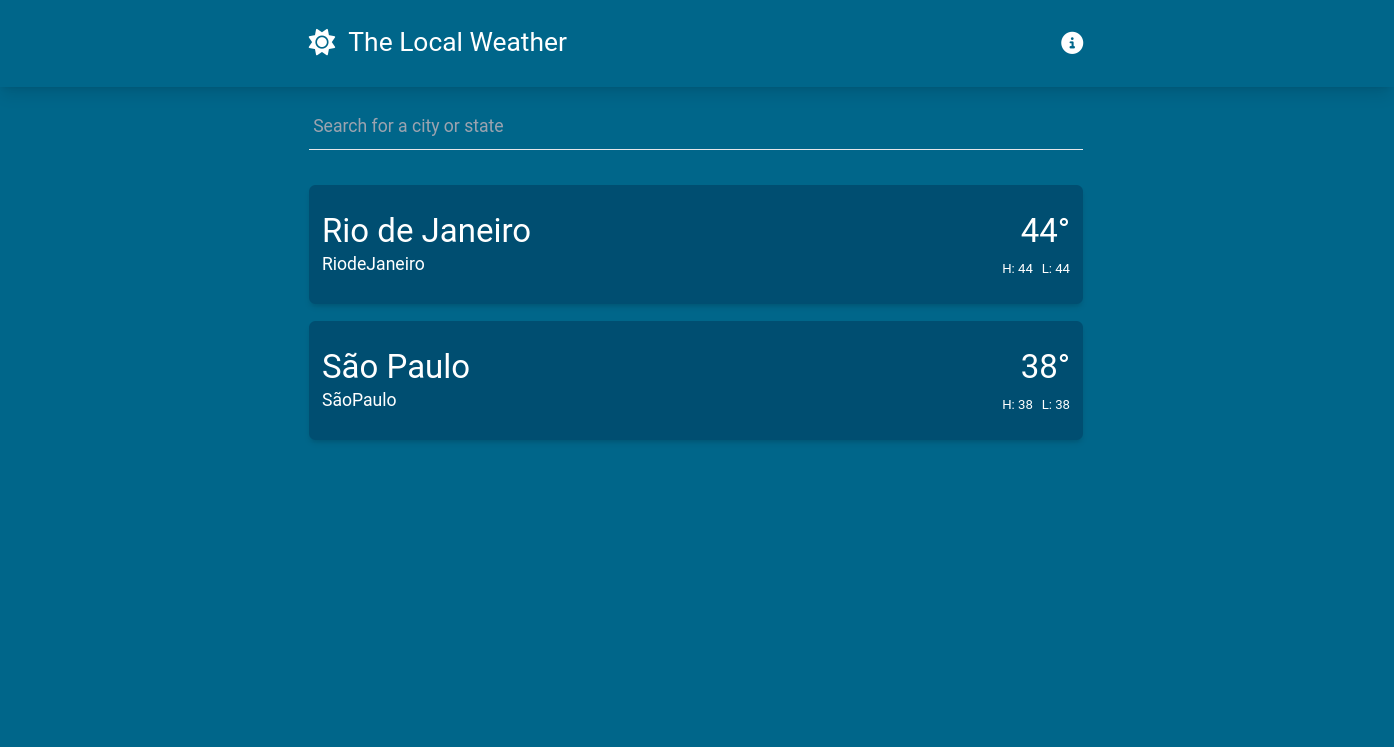 The Local Weather
Search for a city or state
Rio de Janeiro
44°
RiodeJaneiro
H: 44 L: 44
São Paulo
38°
SãoPaulo
H: 38 L: 38